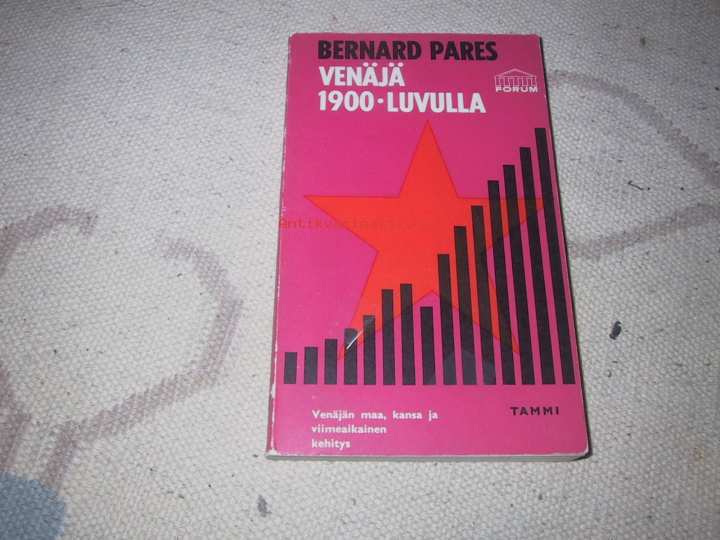 BERNARD PARES
VENÄJÄ
1900·LUVULLA
FORUM
Venäjän maa, kansa ja
viimeaikainen
kehitys
TAMMI